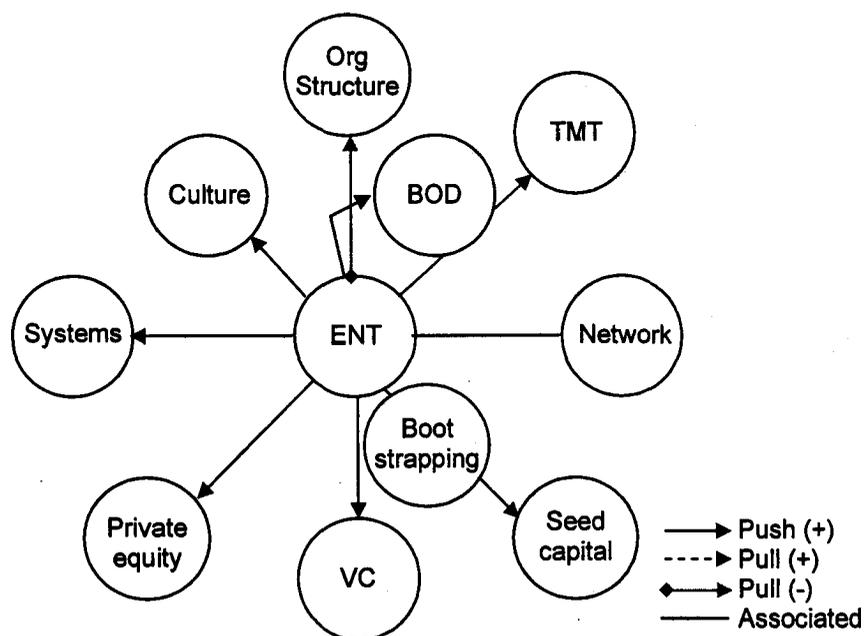 Org
Structure
TMT
Culture
BOD
Systems
ENT
Network
Boot
strapping
Private
equity
VC
Seed
capital
Push (+)
Pull (+)
Pull (-)
Associated